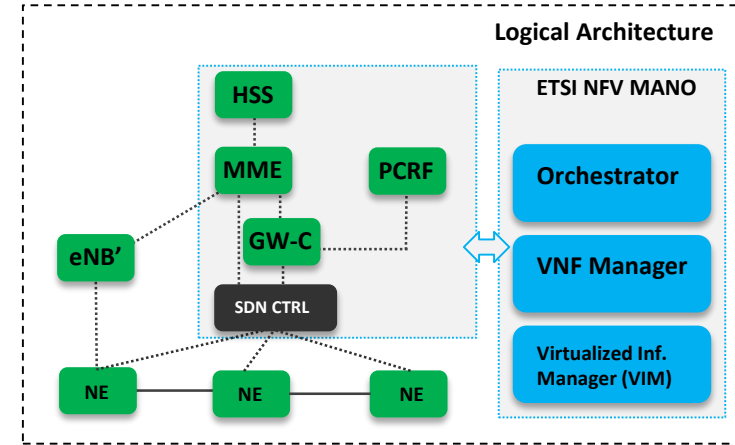 Logical Architecture
HSS
MME
PCRF
GW-C
eNB’
SDN CTRL
NE
NE
NE
ETSI NFV MANO
Orchestrator
VNF Manager
Virtualized Inf.
Manager (VIM)